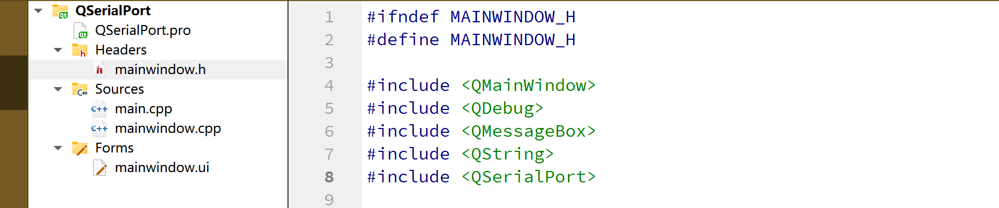 QSerialPort
QSerialPort.pro
Headers
mainwindow.h
Sources
main.cpp
mainwindow.cpp
Forms
mainwindow.ui
1 #ifndef MAINWINDOW_H
2 #define MAINWINDOW_H
3
4 #include <QMainWindow>
5 #include <QDebug>
6 #include <QMessageBox>
7 #include <QString>
8 #include <QSerialPort>
9